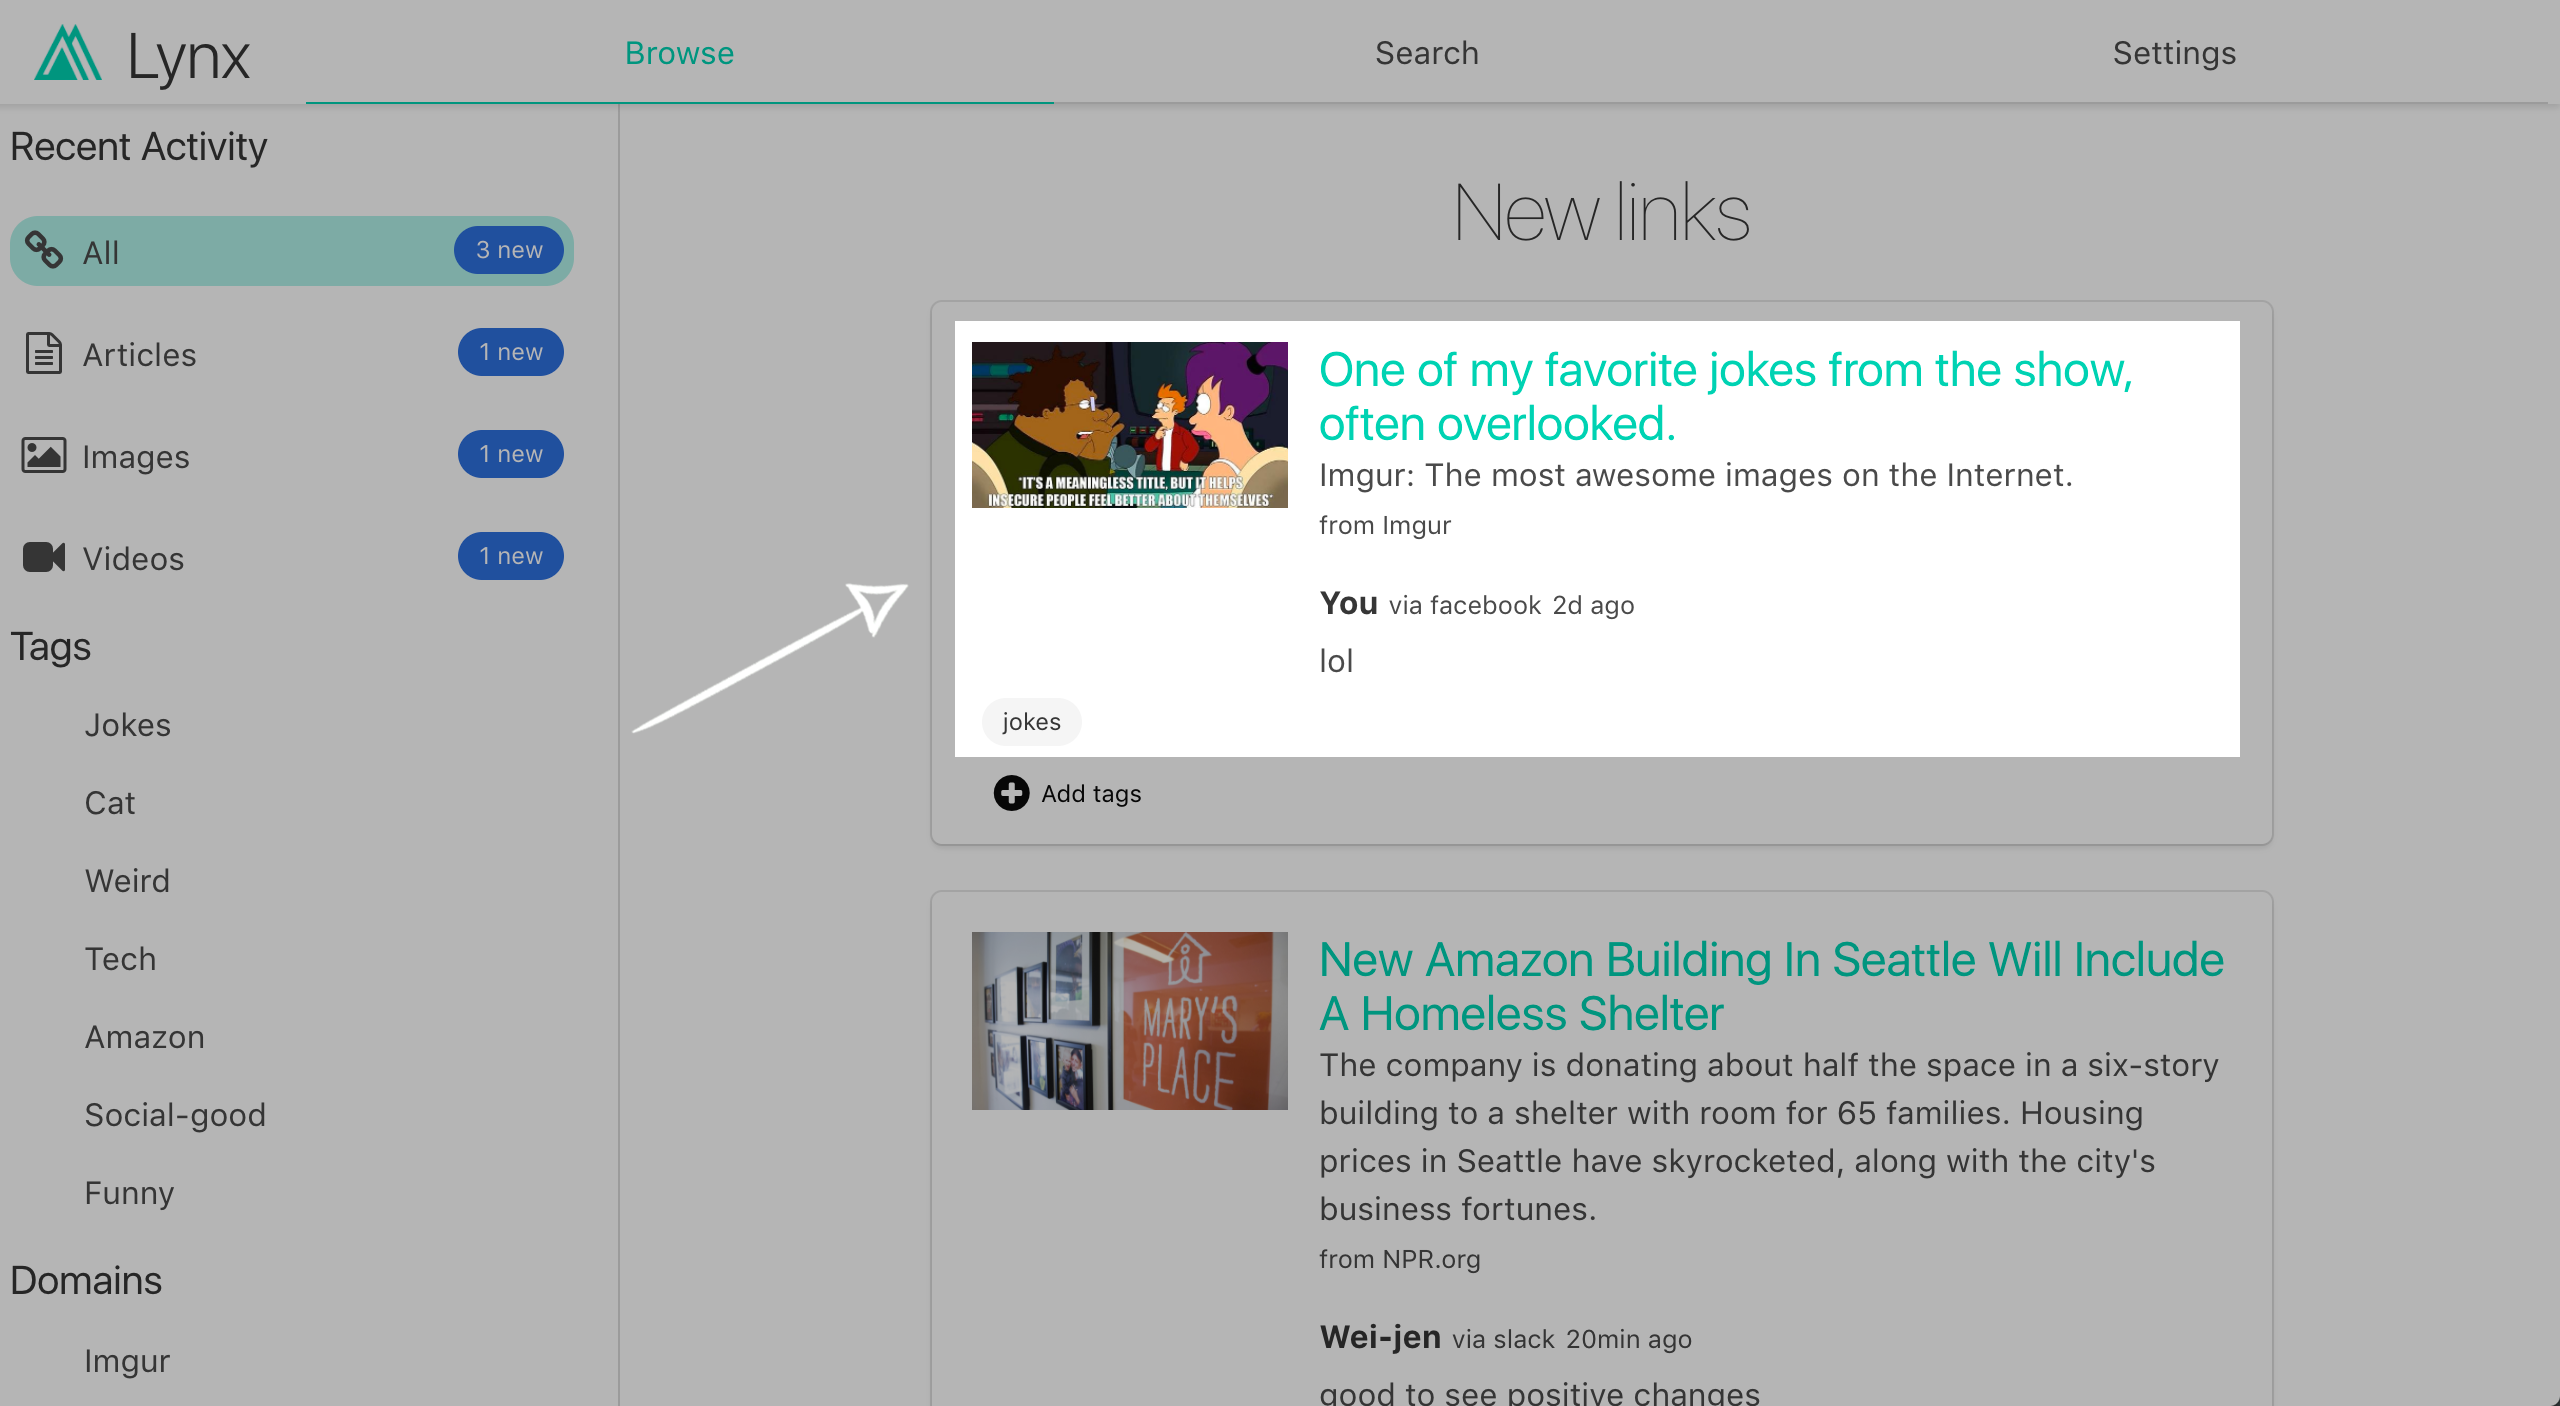 Lynx
Browse
Search
Settings
Recent Activity
All
3 new
Articles
1 new
Images
1 new
Videos
1 new
Tags
Jokes
Cat
Weird
Tech
Amazon
Social-good
Funny
Domains
Imgur
New links
"IT'S A MEANINGLESS TITLE, BUT IT HELPS
INSECURE PEOPLE FEEL BETTER ABOUT THEMSELVES"
One of my favorite jokes from the show,
often overlooked.
Imgur: The most awesome images on the Internet.
from Imgur
You via facebook 2d ago
lol
jokes
Add tags
MARY'S
PLACE
New Amazon Building In Seattle Will Include
A Homeless Shelter
The company is donating about half the space in a six-story
building to a shelter with room for 65 families. Housing
prices in Seattle have skyrocketed, along with the city's
business fortunes.
from NPR.org
Wei-jen via slack 20min ago
good to see positive changes